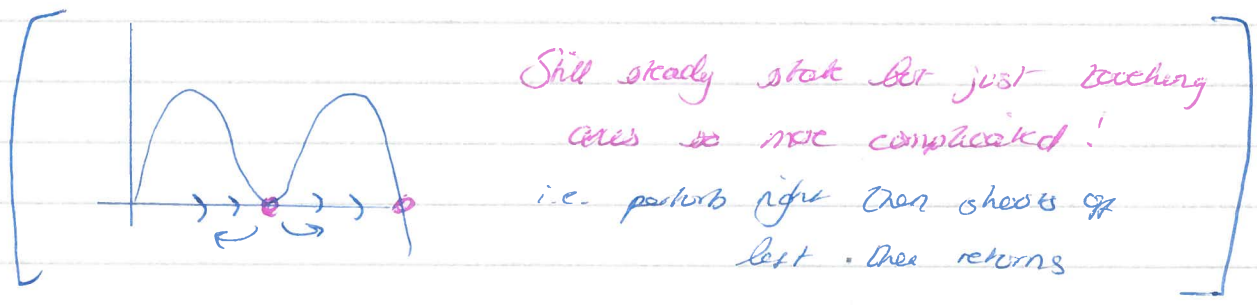 Still steady state but just touching
axes so more complicated!
i.e. perturb right then shoots off
left . then returns